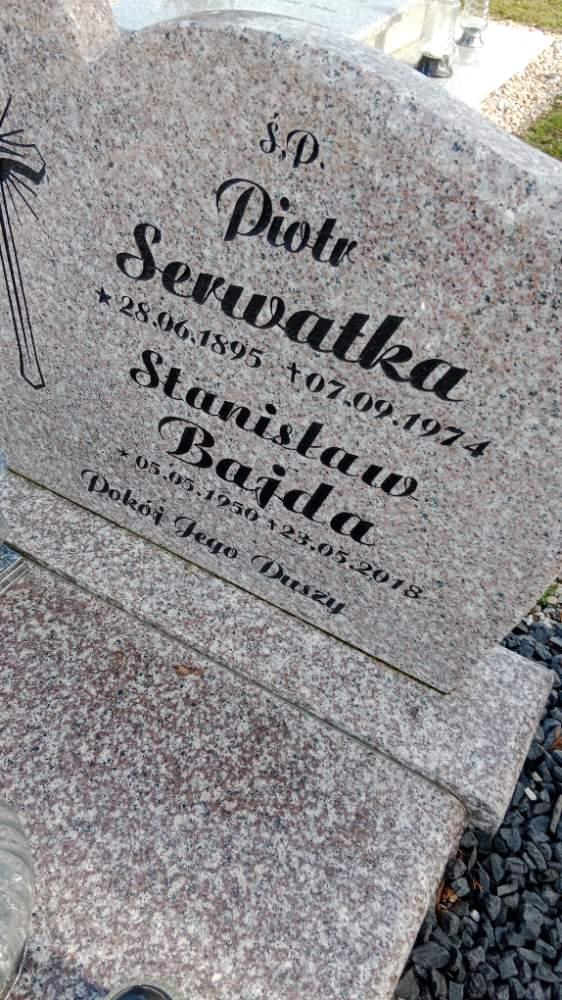 Ś.P.
Piotr
Serwatka
★28.06.1895 †07.09.1974
Stanisław
Bajda
★05.05.1950 †23.05.2018
Pokój Jego Duszy